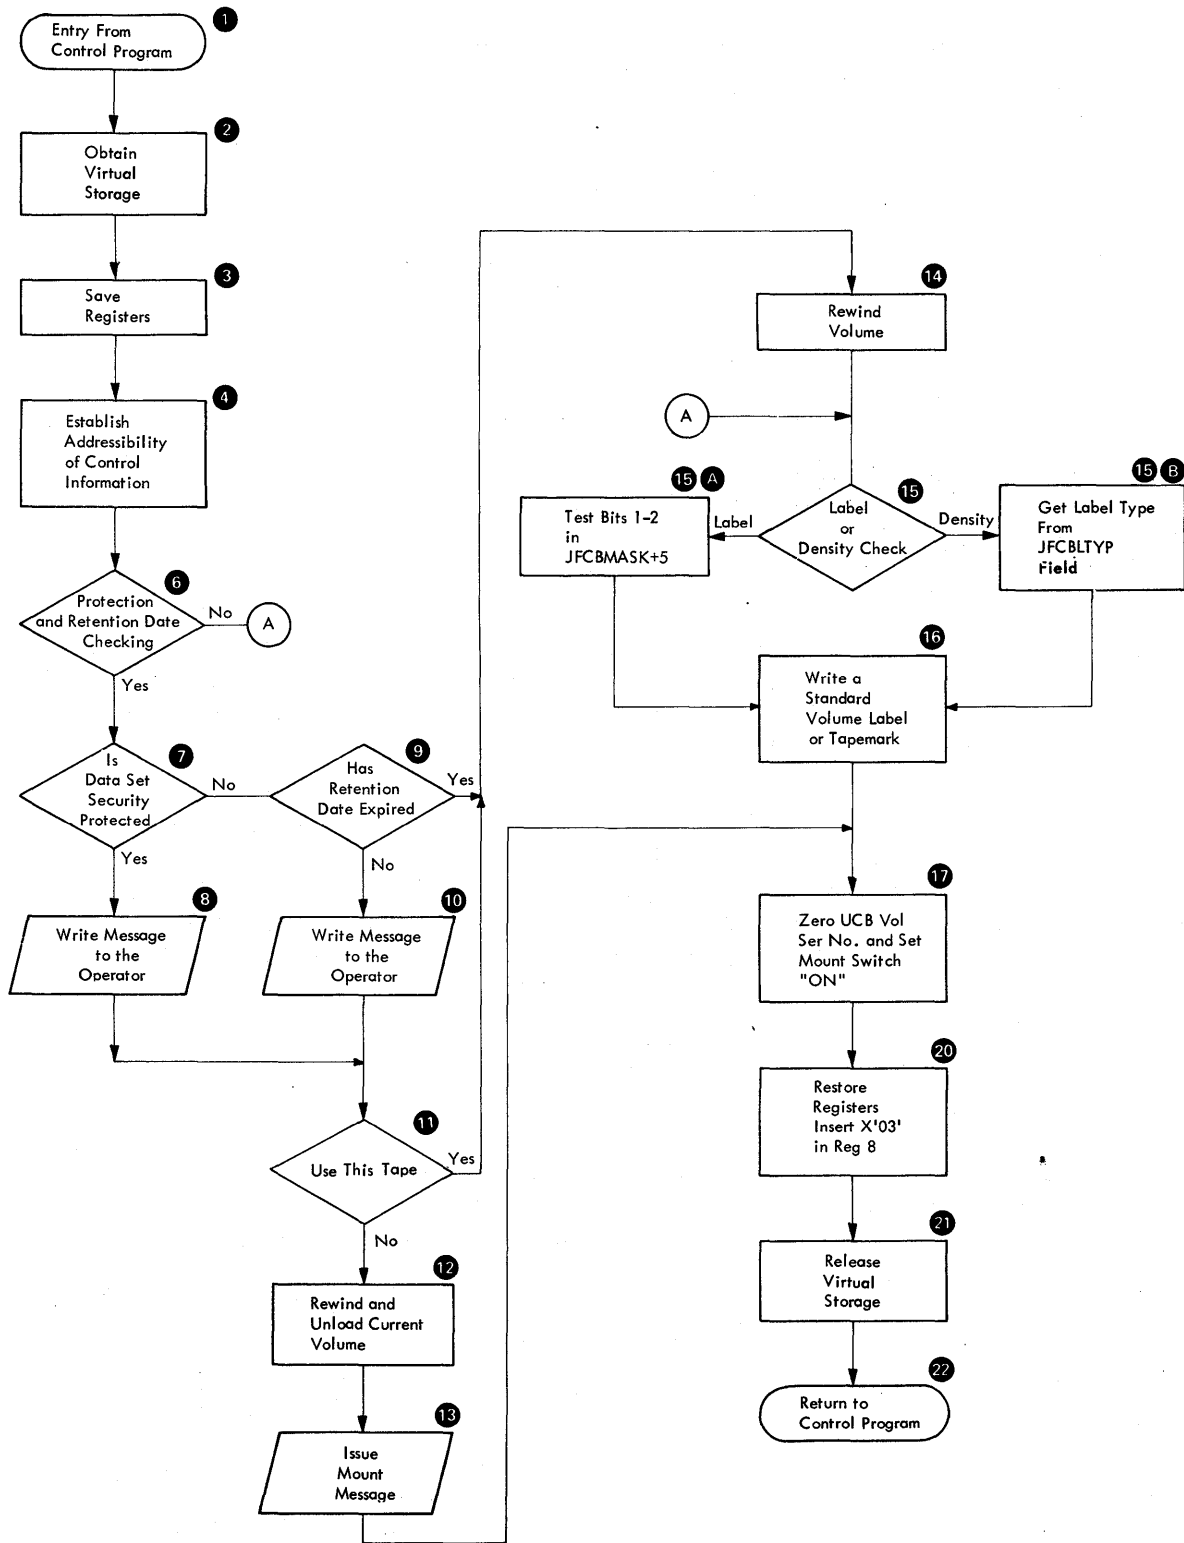 1
Entry From
Control Program
2
Obtain
Virtual
Storage
3
Save
Registers
4
Establish
Addressibility
of Control
Information
6
Protection
and Retention Date
Checking
No
A
Yes
7
Is
Data Set
Security
Protected
No
Yes
8
Write Message
to the
Operator
9
Has
Retention
Date Expired
Yes
No
10
Write Message
to the
Operator
11
Use This Tape
Yes
No
12
Rewind and
Unload Current
Volume
13
Issue
Mount
Message
14
Rewind
Volume
A
15
Label
or
Density Check
Label
Density
15 A
Test Bits 1-2
in
JFCBMASK+5
15 B
Get Label Type
From
JFCBLTYP
Field
16
Write a
Standard
Volume Label
or Tapemark
17
Zero UCB Vol
Ser No. and Set
Mount Switch
"ON"
20
Restore
Registers
Insert X'03'
in Reg 8
21
Release
Virtual
Storage
22
Return to
Control Program